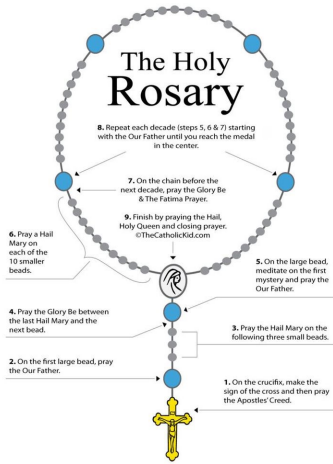 The Holy
Rosary
8. Repeat each decade (steps 5, 6 & 7) starting
with the Our Father until you reach the medal
in the center.
7. On the chain before the
next decade, pray the Glory Be
& The Fatima Prayer.
9. Finish by praying the Hail,
Holy Queen and closing prayer.
©TheCatholicKid.com
6. Pray a Hail
Mary on
each of the
10 smaller
beads.
5. On the large bead,
meditate on the first
mystery and pray the
Our Father.
4. Pray the Glory Be between
the last Hail Mary and the
next bead.
3. Pray the Hail Mary on the
following three small beads.
2. On the first large bead, pray
the Our Father.
1. On the crucifix, make the
sign of the cross and then pray
the Apostles' Creed.